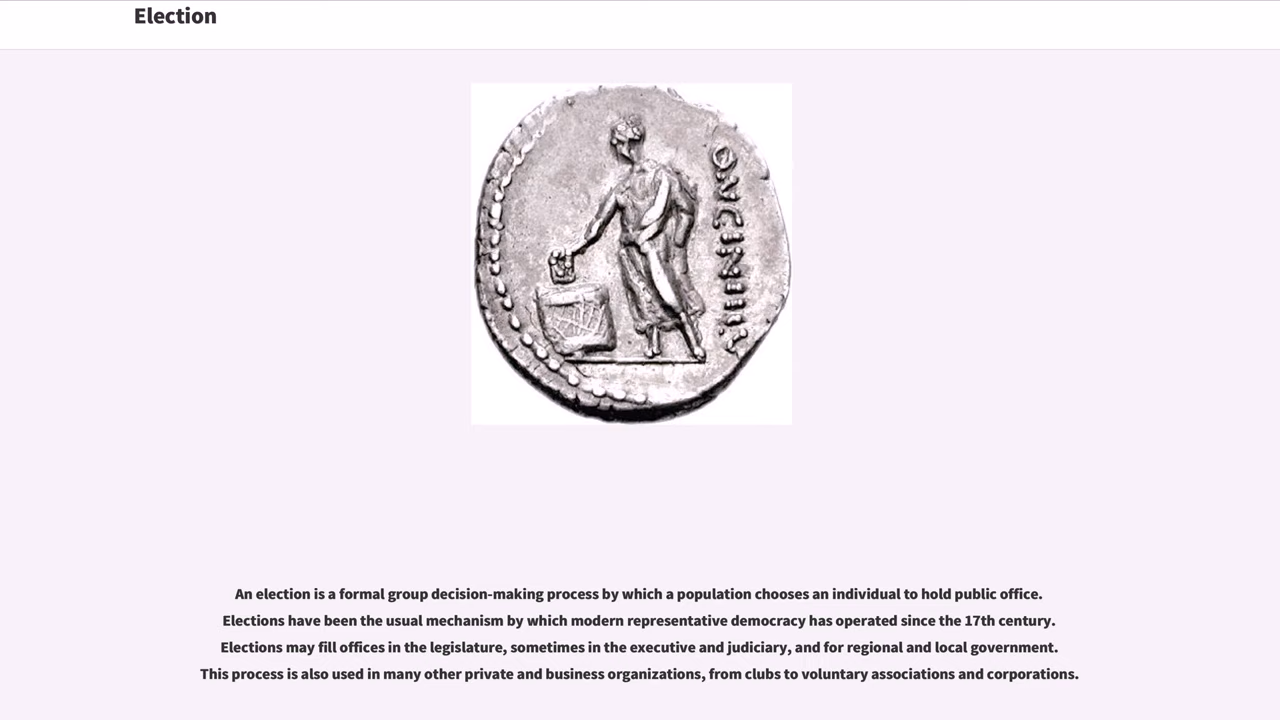 Election
An election is a formal group decision-making process by which a population chooses an individual to hold public office.
Elections have been the usual mechanism by which modern representative democracy has operated since the 17th century.
Elections may fill offices in the legislature, sometimes in the executive and judiciary, and for regional and local government.
This process is also used in many other private and business organizations, from clubs to voluntary associations and corporations.